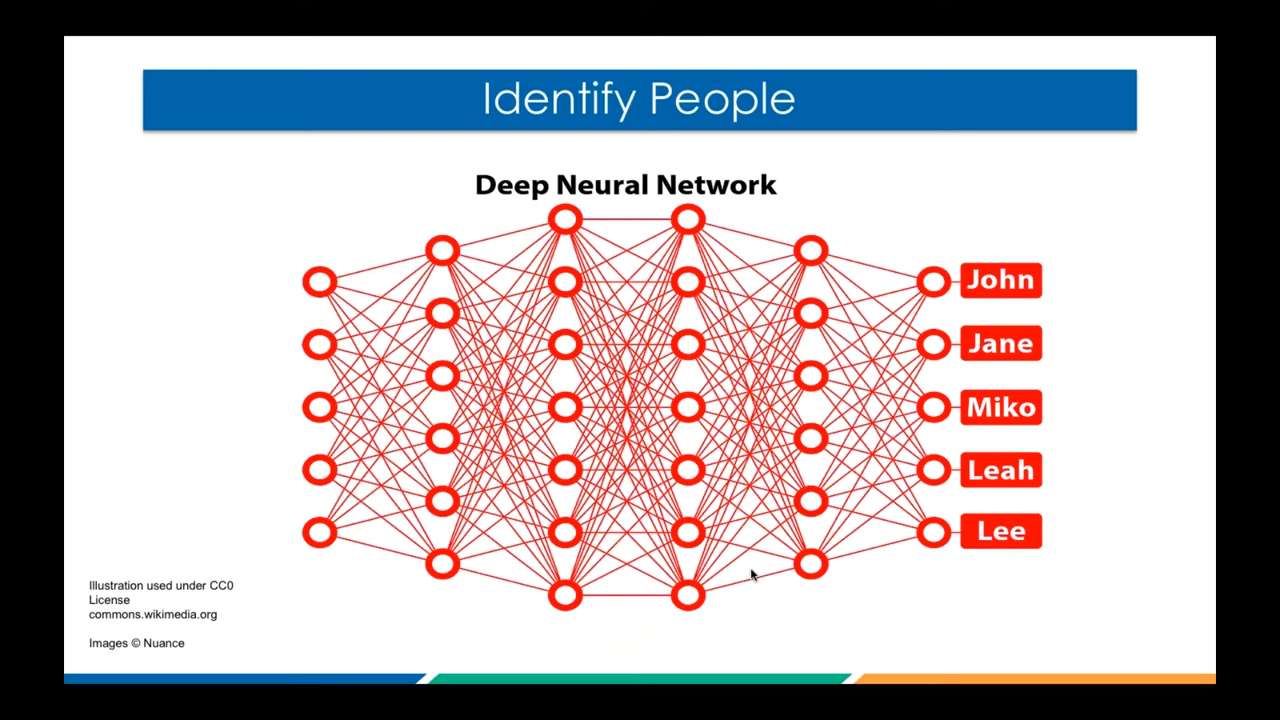 Identify People
Deep Neural Network
John
Jane
Miko
Leah
Lee
Illustration used under CC0
License
commons.wikimedia.org
Images © Nuance